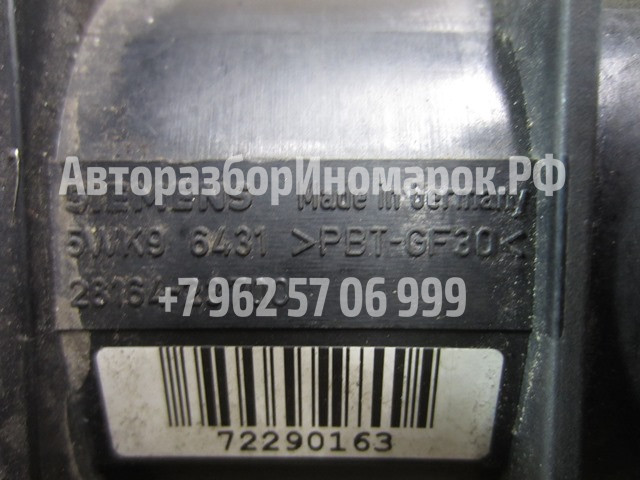 АвторазборИномарок.РФ
SIEMENS Made in Germany
5WK9 6431 >PBT-GF30<
+7 962 57 06 999
72290163